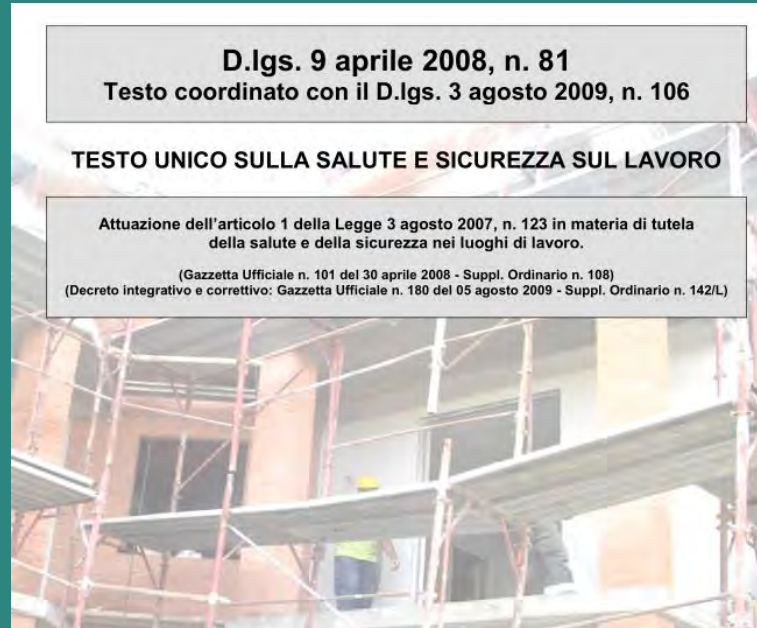 D.lgs. 9 aprile 2008, n. 81
Testo coordinato con il D.lgs. 3 agosto 2009, n. 106
TESTO UNICO SULLA SALUTE E SICUREZZA SUL LAVORO
Attuazione dell'articolo 1 della Legge 3 agosto 2007, n. 123 in materia di tutela
della salute e della sicurezza nei luoghi di lavoro.
(Gazzetta Ufficiale n. 101 del 30 aprile 2008 - Suppl. Ordinario n. 108)
(Decreto integrativo e correttivo: Gazzetta Ufficiale n. 180 del 05 agosto 2009 - Suppl. Ordinario n. 142/L)